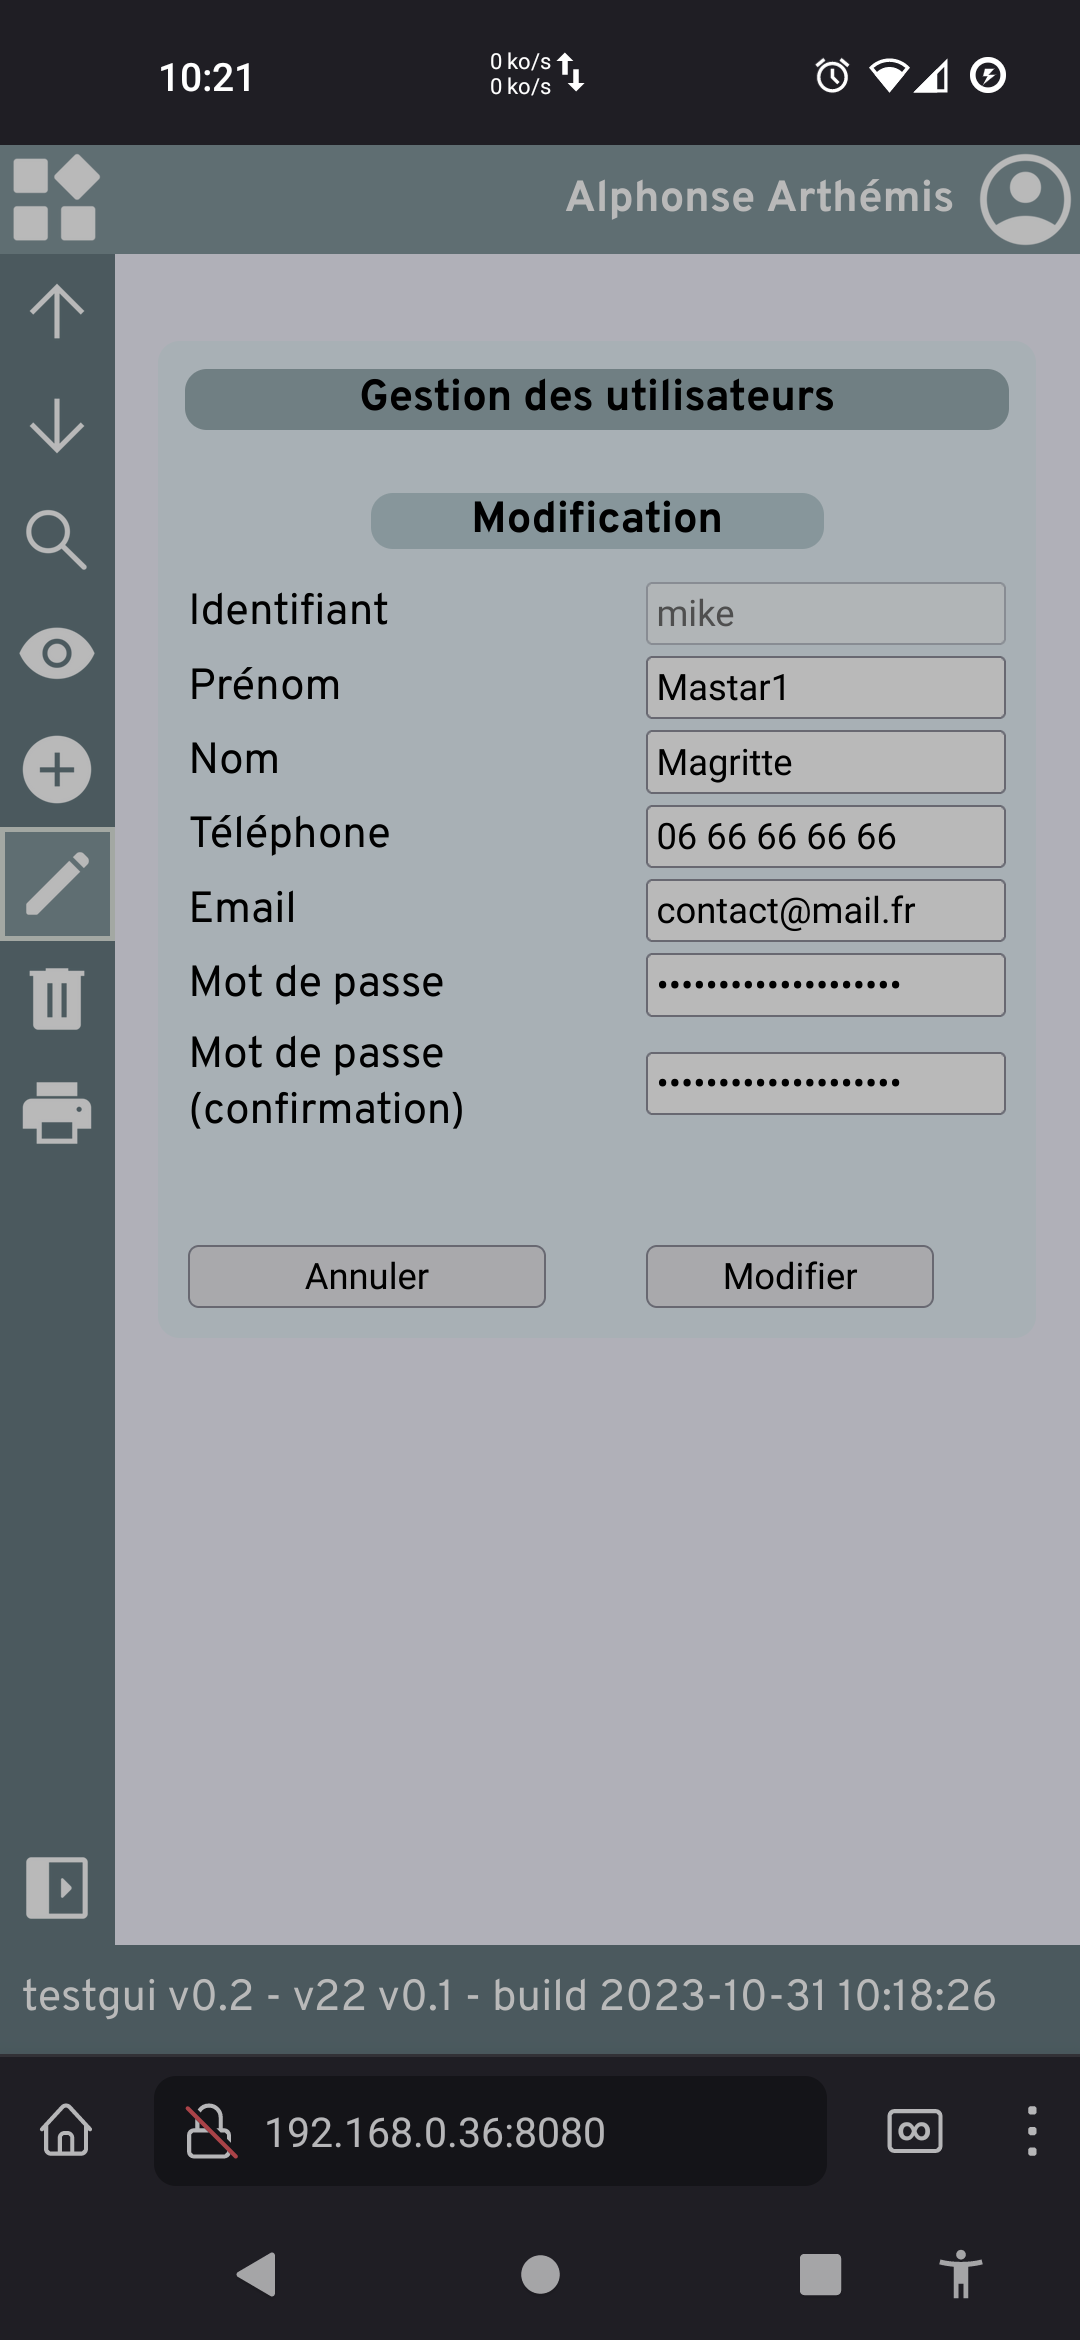 10:21
0 ko/s
0 ko/s
Alphonse Arthémis
Gestion des utilisateurs
Modification
Identifiant
mike
Prénom
Mastar1
Nom
Magritte
Téléphone
06 66 66 66 66
Email
contact@mail.fr
Mot de passe
••••••••••••••••••••
Mot de passe
(confirmation)
••••••••••••••••••••
Annuler
Modifier
testgui v0.2 - v22 v0.1 - build 2023-10-31 10:18:26
192.168.0.36:8080
∞